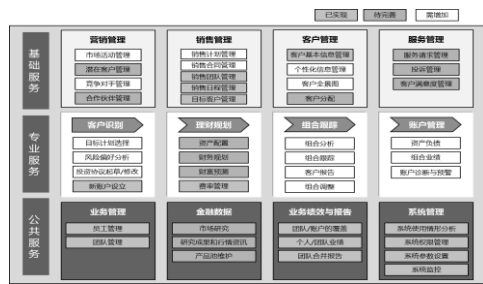 已实现 待完善 需增加
基础服务
营销管理
市场活动管理
潜在客户管理
竞争对手管理
合作伙伴管理
销售管理
销售计划管理
销售合同管理
销售团队管理
销售日程管理
目标客户管理
客户管理
客户基本信息管理
个性化信息管理
客户全景图
客户分配
服务管理
服务请求管理
投诉管理
客户满意度管理
专业服务
客户识别
目标计划选择
风险偏好分析
投资协议起草/修改
新账户设立
理财规划
资产配置
财务规划
财富预测
费率管理
组合跟踪
组合分析
组合跟踪
客户报告
组合调整
账户管理
资产负债
组合业绩
账户诊断与预警
公共服务
业务管理
员工管理
团队管理
金融数据
市场研究
研究成果和行情资讯
产品池维护
业务绩效与报告
团队/账户的覆盖
个人/团队业绩
团队合并报告
系统管理
系统使用情形分析
系统权限管理
系统参数设置
系统监控